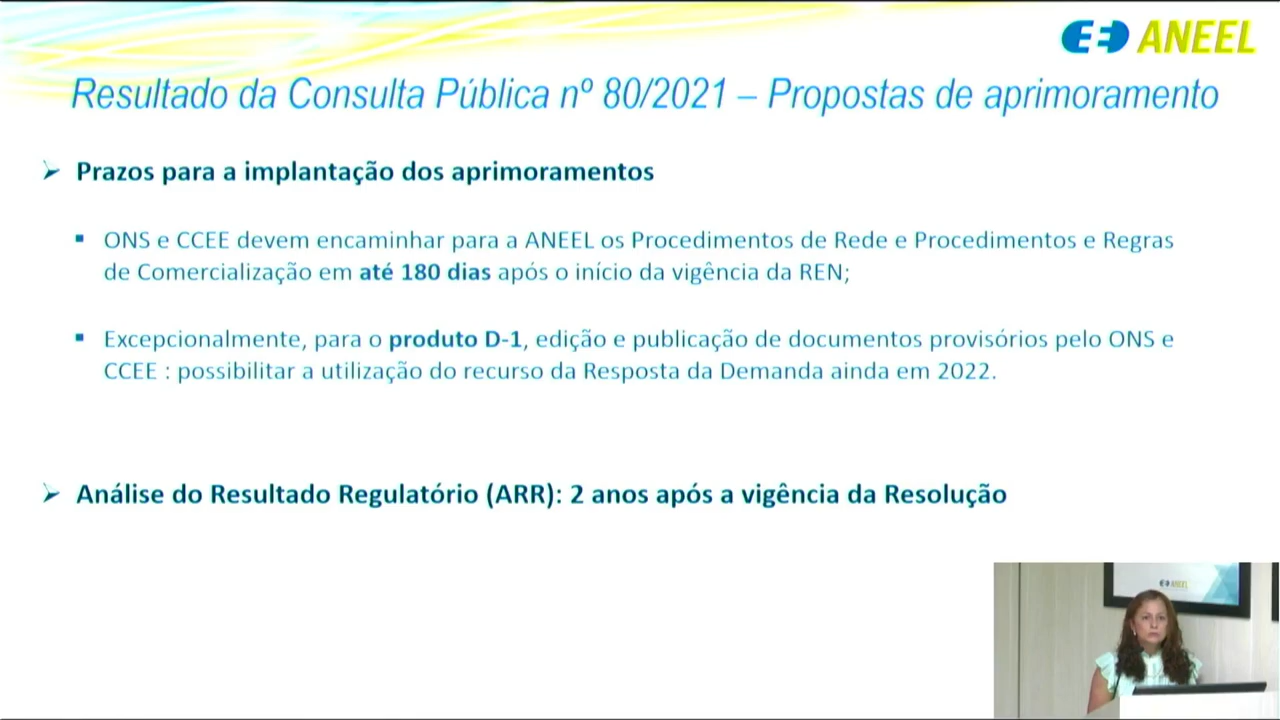 ANEEL
Resultado da Consulta Pública nº 80/2021 – Propostas de aprimoramento
Prazos para a implantação dos aprimoramentos
ONS e CCEE devem encaminhar para a ANEEL os Procedimentos de Rede e Procedimentos e Regras
de Comercialização em até 180 dias após o início da vigência da REN;
Excepcionalmente, para o produto D-1, edição e publicação de documentos provisórios pelo ONS e
CCEE : possibilitar a utilização do recurso da Resposta da Demanda ainda em 2022.
Análise do Resultado Regulatório (ARR): 2 anos após a vigência da Resolução
ANEEL